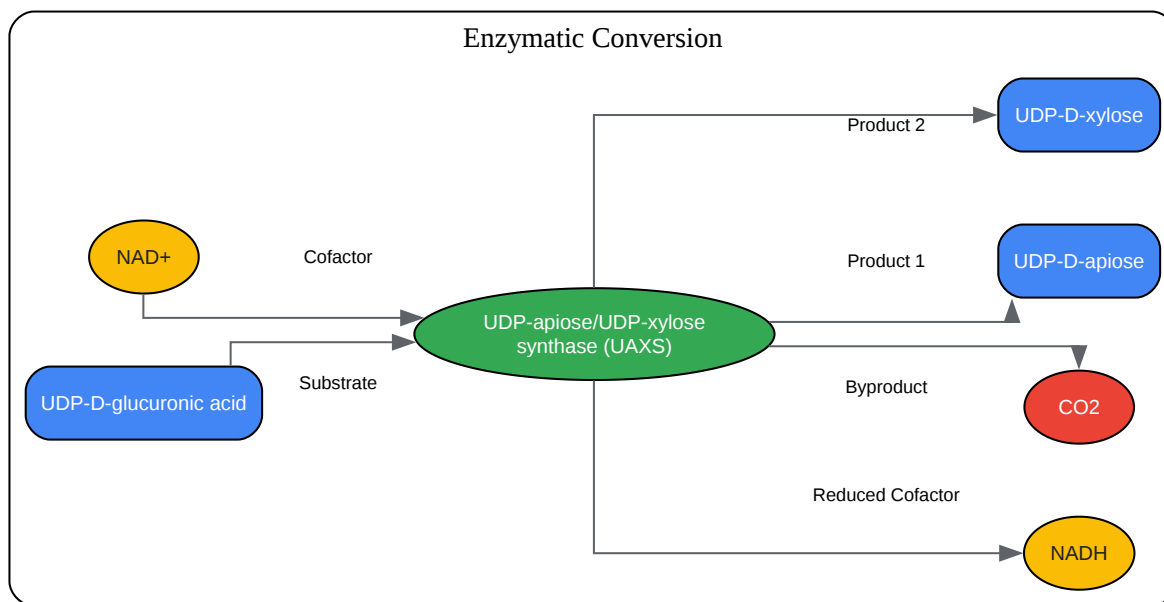 Enzymatic Conversion
UDP-D-xylose
Product 2
NAD+
Cofactor
Product 1
UDP-D-apiose
UDP-apiose/UDP-xylose
synthase (UAXS)
UDP-D-glucuronic acid
Substrate
Byproduct
CO2
Reduced Cofactor
NADH